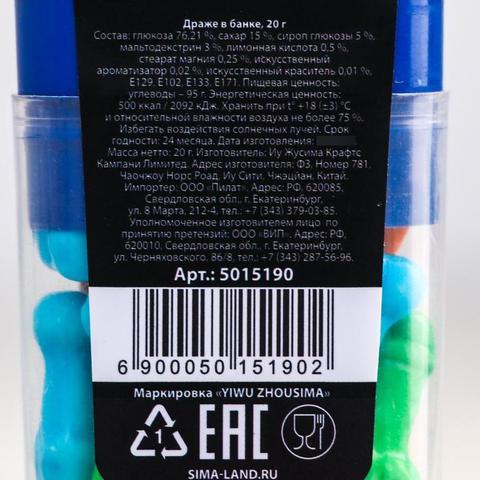 Драже в банке, 20 г
Состав: глюкоза 76,21 %, сахар 15 %, сироп глюкозы 5 %,
мальтодекстрин 3 %, лимонная кислота 0,5 %,
стеарат магния 0,25 %, искусственный
ароматизатор 0,02 %, искусственный краситель 0,01 %,
Е129, Е102, Е133, Е171. Пищевая ценность:
углеводы – 95 г. Энергетическая ценность:
500 ккал / 2092 кДж. Хранить при t° +18 (±3) °С
и относительной влажности воздуха не более 75 %.
Избегать воздействия солнечных лучей. Срок
годности: 24 месяца. Дата изготовления:
Масса нетто: 20 г. Изготовитель: Иу Жусима Крафтс
Кампани Лимитед. Адрес изготовителя: Ф3, Номер 781.
Чаочжоу Норс Роад, Иу Сити, Чжэцзян, Китай.
Импортер: ООО «Пилат». Адрес: РФ, 620085,
Свердловская обл., г. Екатеринбург,
ул. 8 Марта, 212-4, тел.: +7 (343) 379-03-85.
Уполномоченное изготовителем лицо по
принятию претензий: ООО «ВИП». Адрес: РФ,
620010, Свердловская обл., г. Екатеринбург,
ул. Черняховского, 86/8, тел.: +7 (343) 287-56-96.
Арт.: 5015190
6 900050 151902
Маркировка «YIWU ZHOUSIMA»
1 EAC
SIMA-LAND.RU